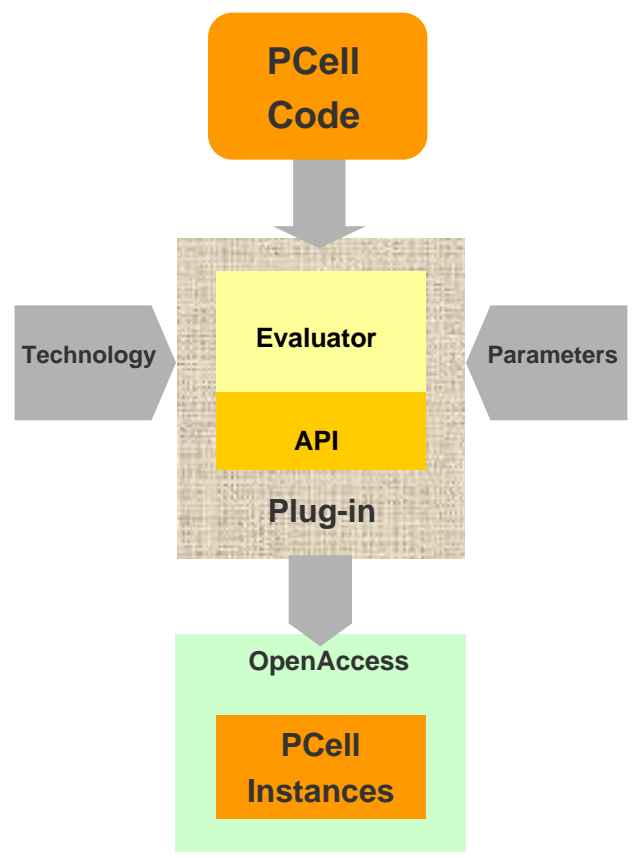 PCell
Code
Technology
Evaluator
Parameters
API
Plug-in
OpenAccess
PCell
Instances